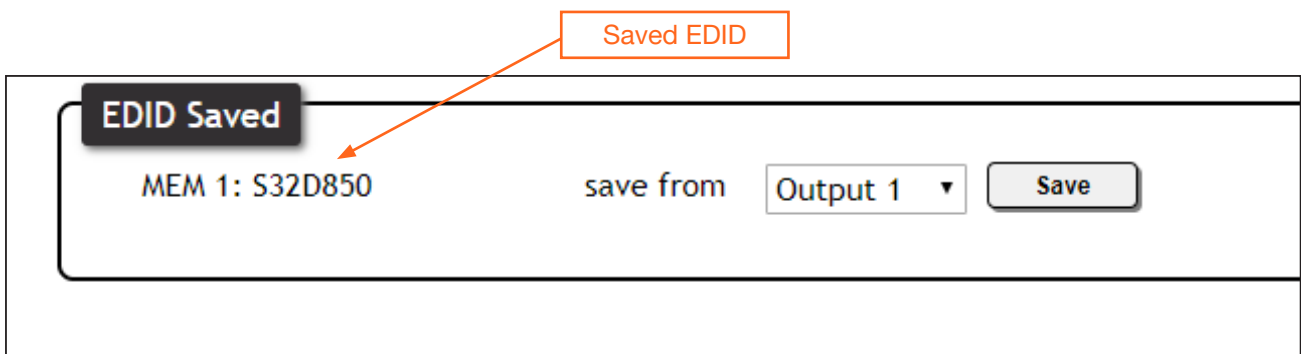 Saved EDID
EDID Saved
MEM 1: S32D850 save from Output 1 Save